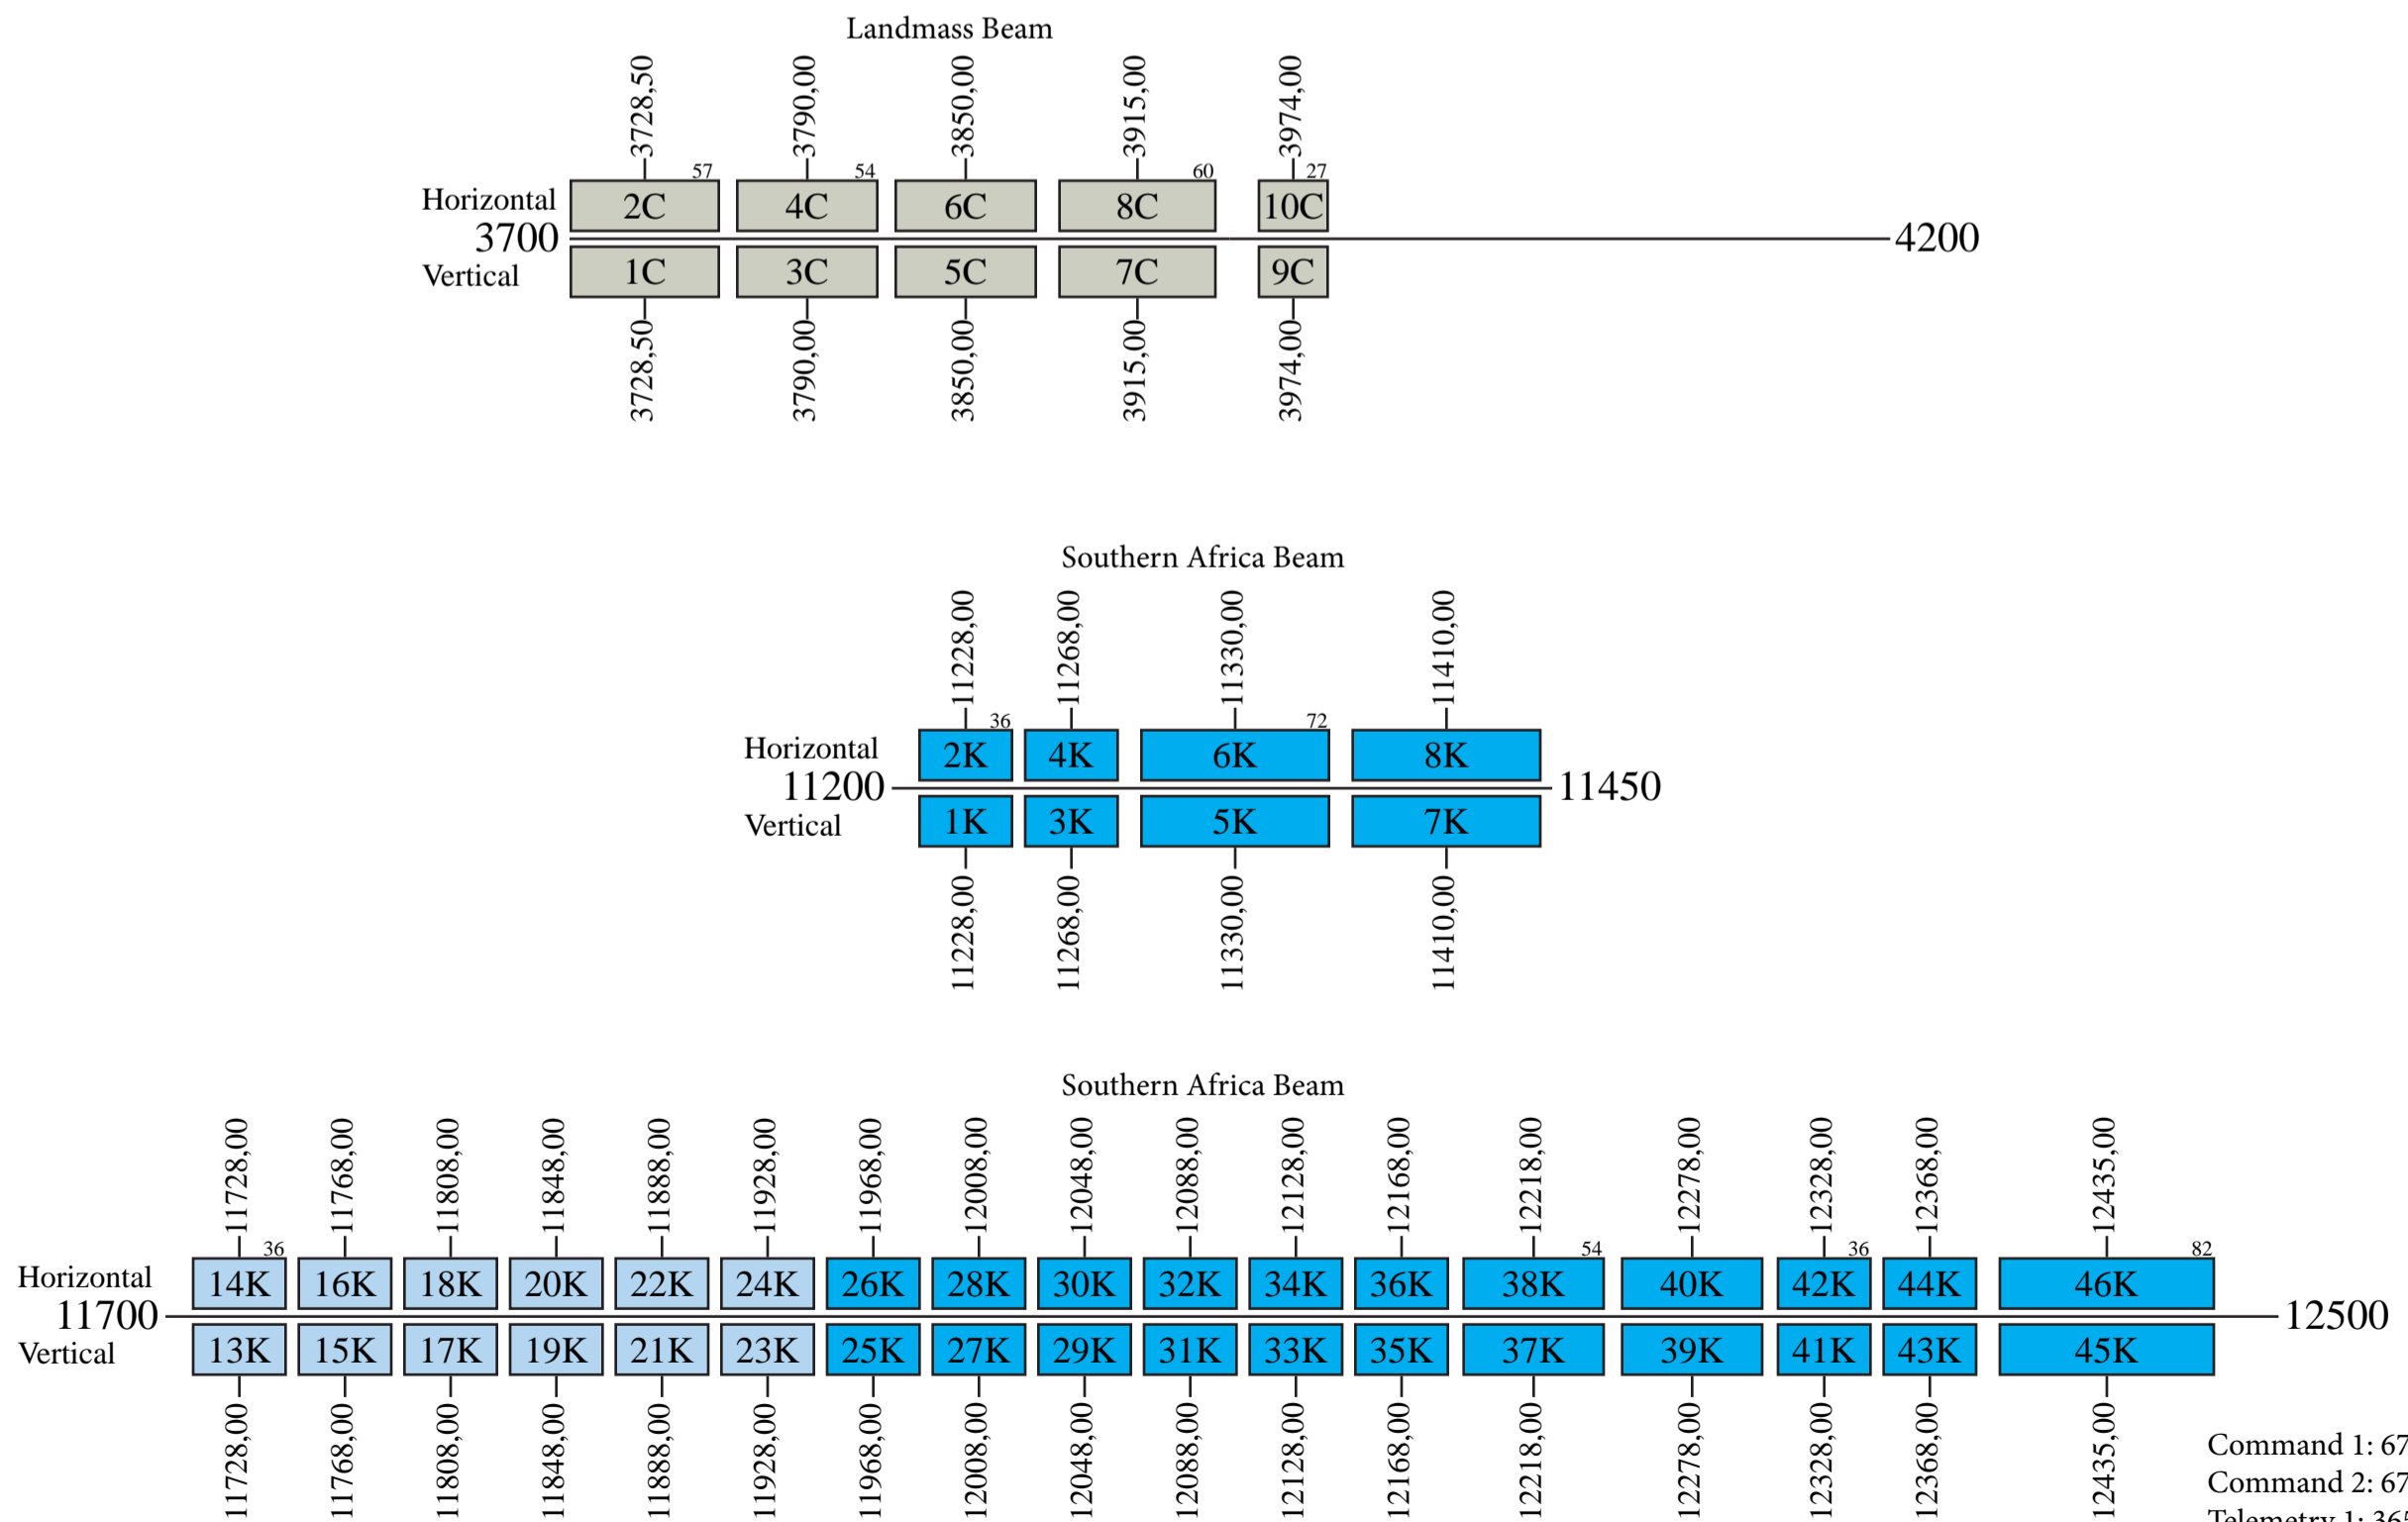 Landmass Beam
3728,50 3790,00 3850,00 3915,00 3974,00
57 54 60 27
Horizontal 2C 4C 6C 8C 10C
3700 4200
Vertical 1C 3C 5C 7C 9C
3728,50 3790,00 3850,00 3915,00 3974,00
Southern Africa Beam
11228,00 11268,00 11330,00 11410,00
36 72
Horizontal 2K 4K 6K 8K
11200 11450
Vertical 1K 3K 5K 7K
11228,00 11268,00 11330,00 11410,00
Southern Africa Beam
11728,00 11768,00 11808,00 11848,00 11888,00 11928,00 11968,00 12008,00 12048,00 12088,00 12128,00 12168,00 12218,00 12278,00 12328,00 12368,00 12435,00
36 54 36 82
Horizontal 14K 16K 18K 20K 22K 24K 26K 28K 30K 32K 34K 36K 38K 40K 42K 44K 46K
11700 12500
Vertical 13K 15K 17K 19K 21K 23K 25K 27K 29K 31K 33K 35K 37K 39K 41K 43K 45K
11728,00 11768,00 11808,00 11848,00 11888,00 11928,00 11968,00 12008,00 12048,00 12088,00 12128,00 12168,00 12218,00 12278,00 12328,00 12368,00 12435,00
Command 1: 67
Command 2: 67
Telemetry 1: 36